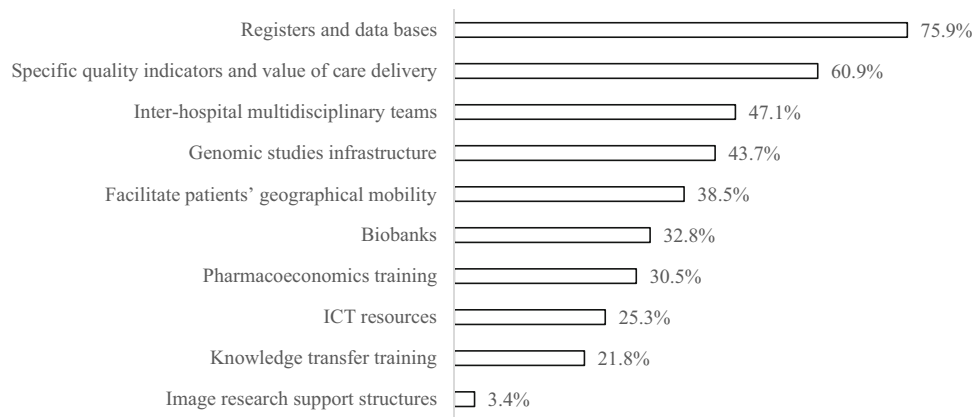 Registers and data bases 75.9%
Specific quality indicators and value of care delivery 60.9%
Inter-hospital multidisciplinary teams 47.1%
Genomic studies infrastructure 43.7%
Facilitate patients’ geographical mobility 38.5%
Biobanks 32.8%
Pharmacoeconomics training 30.5%
ICT resources 25.3%
Knowledge transfer training 21.8%
Image research support structures 3.4%